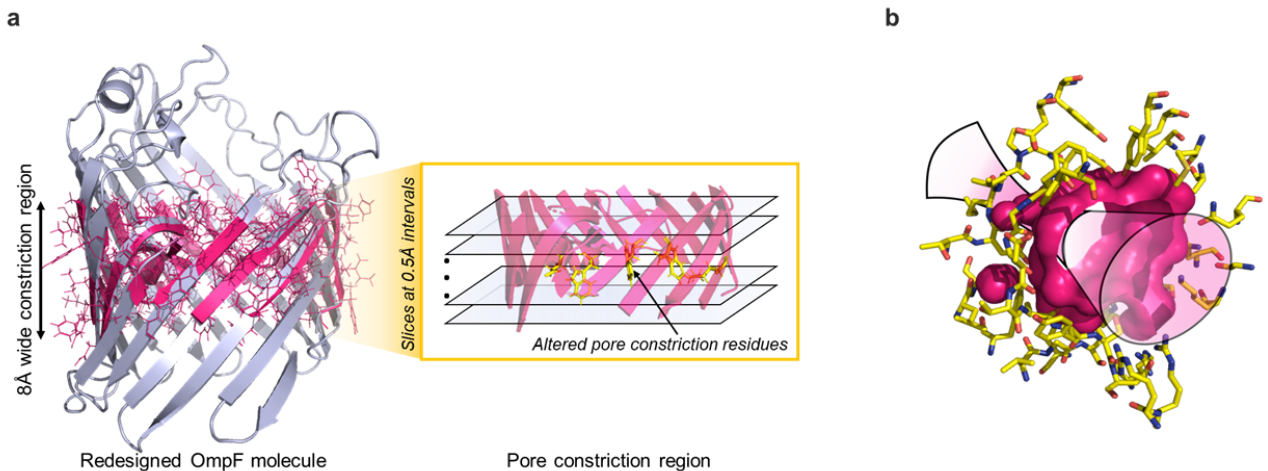 a
b
8Å wide constriction region
Slices at 0.5Å intervals
Altered pore constriction residues
Redesigned OmpF molecule
Pore constriction region